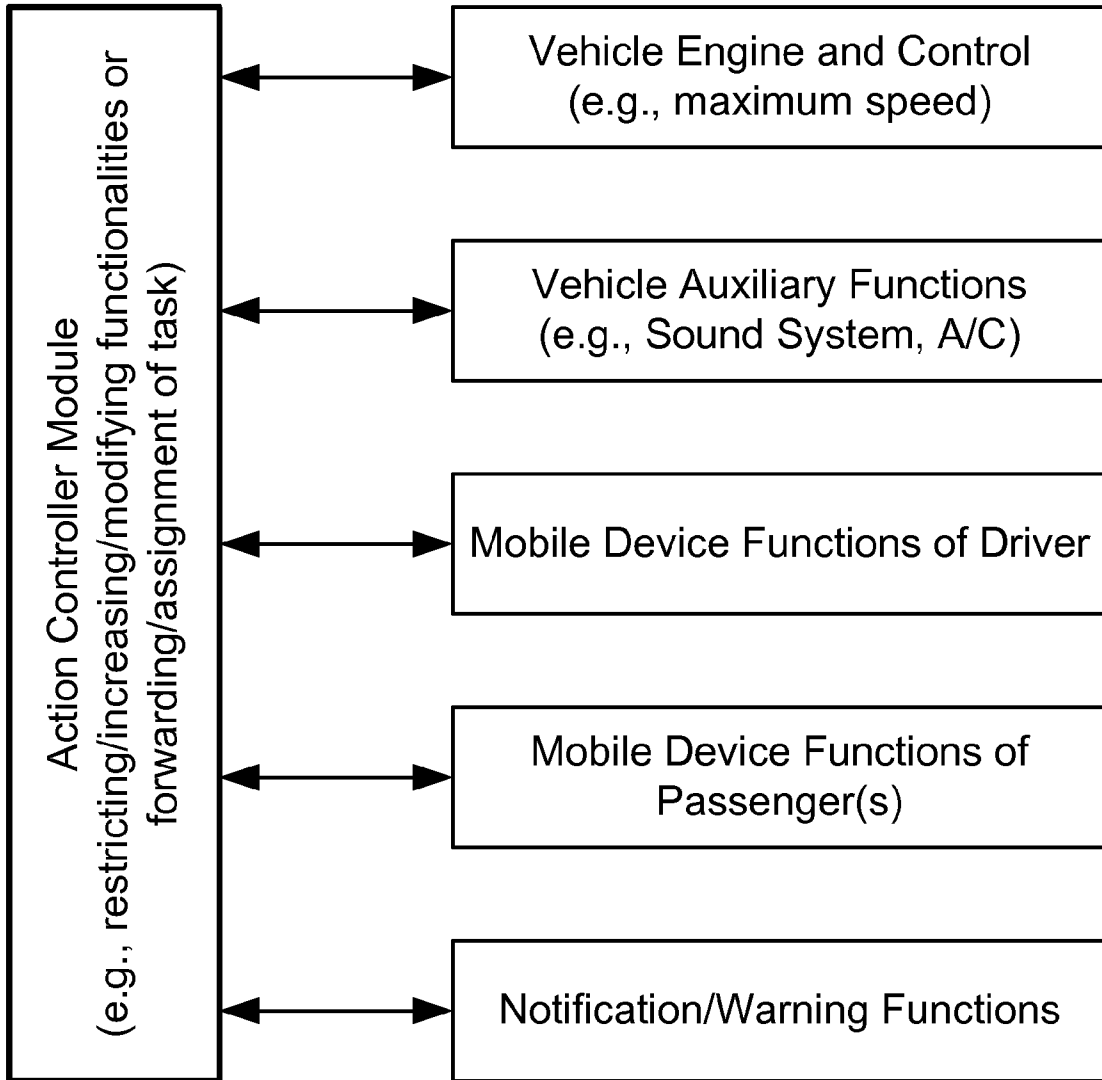 Action Controller Module
(e.g., restricting/increasing/modifying functionalities or
forwarding/assignment of task)
Vehicle Engine and Control
(e.g., maximum speed)
Vehicle Auxiliary Functions
(e.g., Sound System, A/C)
Mobile Device Functions of Driver
Mobile Device Functions of
Passenger(s)
Notification/Warning Functions